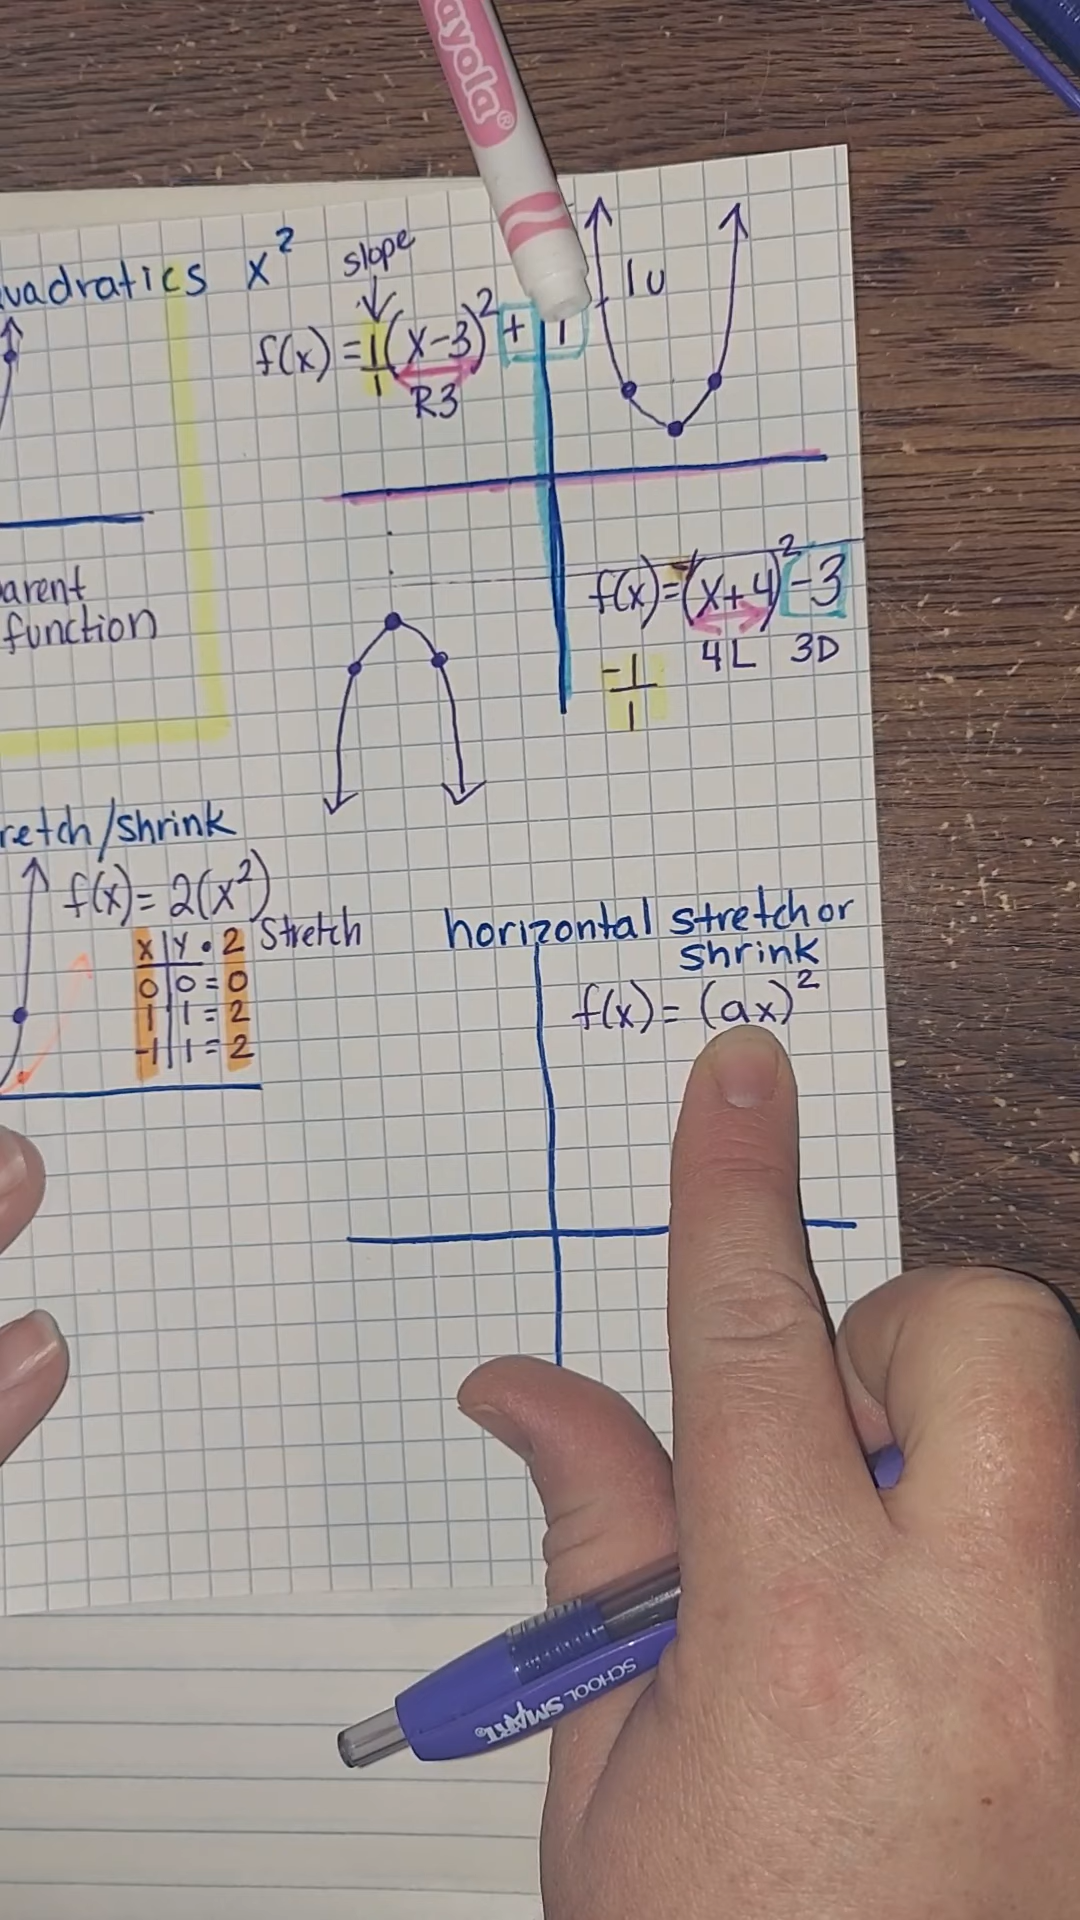 ayola®
uadratics x²
slope
f(x) = 1/1 (x-3)² + 1
R3
1u
arent
function
f(x)=-(x+4)²-3
4L 3D
-1
1
retch/shrink
f(x)= 2(x²)
Stretch
x | y • 2
0 | 0 = 0
1 | 1 = 2
-1 | 1 = 2
horizontal stretch or
shrink
f(x) = (ax)²
SCHOOL SMART